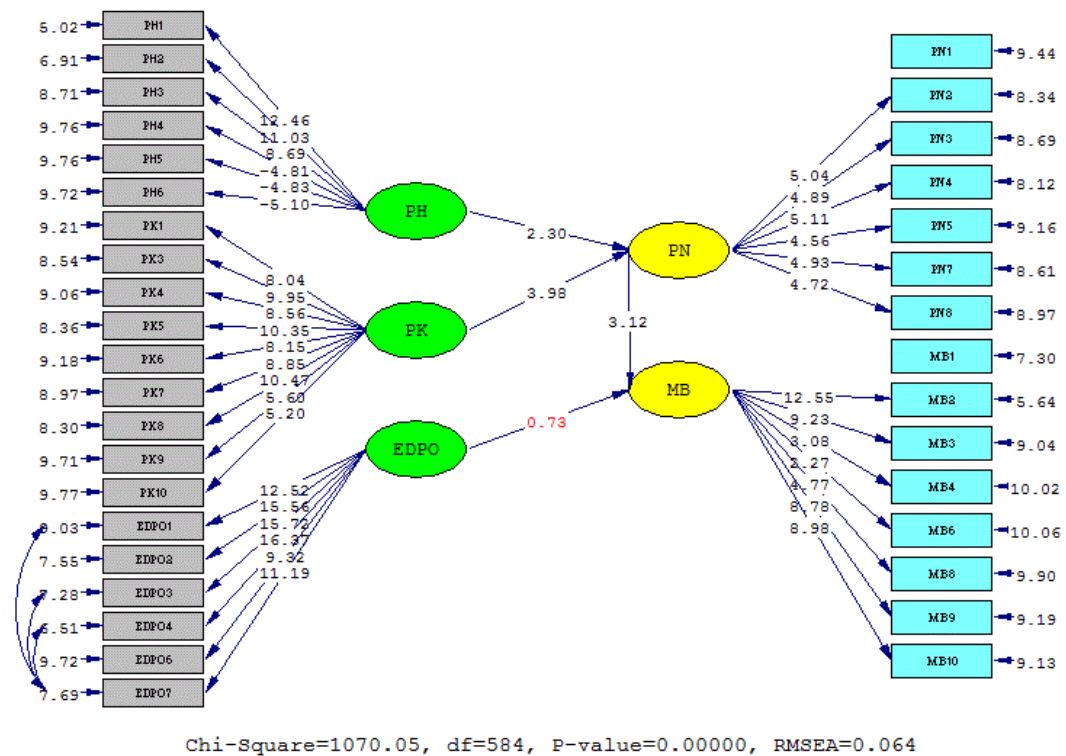 5.02 PH1
6.91 PH2
8.71 PH3
9.76 PH4
9.76 PH5
9.72 PH6
9.21 PK1
8.54 PK3
9.06 PK4
8.36 PK5
9.18 PK6
8.97 PK7
8.30 PK8
9.71 PK9
9.77 PK10
EDPO1
7.55 EDPO2
7.28 EDPO3
6.51 EDPO4
9.72 EDPO6
7.69 EDPO7
12.46
11.03
8.69
-4.81
-4.83
-5.10
8.04
9.95
8.56
10.35
8.15
8.85
10.47
5.60
5.20
12.52
15.56
15.72
16.37
9.32
11.19
PH
PK
EDPO
2.30
3.98
0.73
3.12
PN
MB
5.04
4.89
5.11
4.56
4.93
4.72
12.55
9.23
3.08
2.27
4.77
8.78
8.98
PN1 9.44
PN2 8.34
PN3 8.69
PN4 8.12
PN5 9.16
PN7 8.61
PN8 8.97
MB1 7.30
MB2 5.64
MB3 9.04
MB4 10.02
MB6 10.06
MB8 9.90
MB9 9.19
MB10 9.13
Chi-Square=1070.05, df=584, P-value=0.00000, RMSEA=0.064